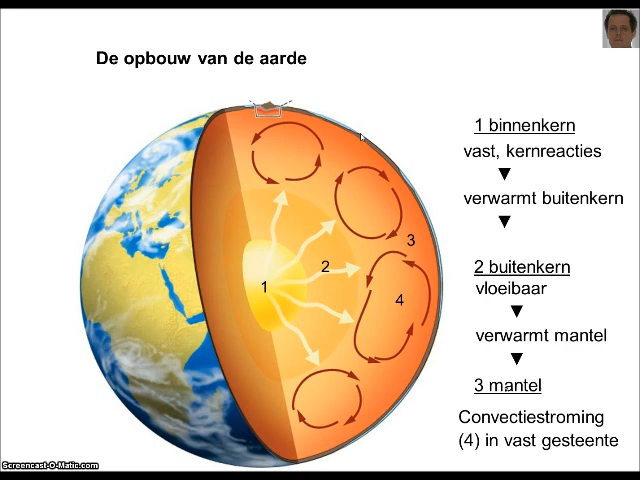 De opbouw van de aarde
1 binnenkern
vast, kernreacties
verwarmt buitenkern
2 buitenkern
vloeibaar
verwarmt mantel
3 mantel
Convectiestroming
(4) in vast gesteente
1
2
3
4
Screencast-O-Matic.com